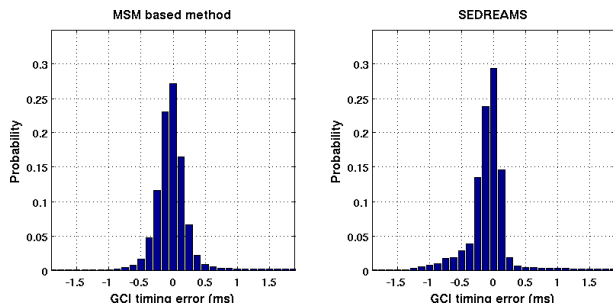 MSM based method
Probability
0.3
0.25
0.2
0.15
0.1
0.05
0
-1.5 -1 -0.5 0 0.5 1 1.5
GCI timing error (ms)
SEDREAMS
Probability
0.3
0.25
0.2
0.15
0.1
0.05
0
-1.5 -1 -0.5 0 0.5 1 1.5
GCI timing error (ms)